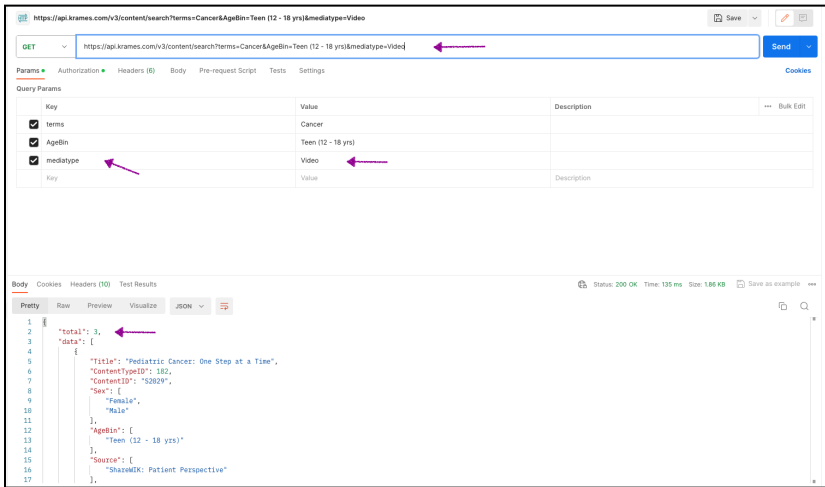 https://api.krames.com/v3/content/search?terms=Cancer&AgeBin=Teen (12 - 18 yrs)&mediatype=Video
Save
GET
https://api.krames.com/v3/content/search?terms=Cancer&AgeBin=Teen (12 - 18 yrs)&mediatype=Video
Send
Params Authorization Headers (6) Body Pre-request Script Tests Settings Cookies
Query Params
Key Value Description Bulk Edit
terms Cancer
AgeBin Teen (12 - 18 yrs)
mediatype Video
Key Value Description
Body Cookies Headers (10) Test Results Status: 200 OK Time: 135 ms Size: 1.86 KB Save as example
Pretty Raw Preview Visualize JSON
1 {
2 "total": 3,
3 "data": [
4 {
5 "Title": "Pediatric Cancer: One Step at a Time",
6 "ContentTypeID": 182,
7 "ContentID": "52029",
8 "Sex": [
9 "Female",
10 "Male"
11 ],
12 "AgeBin": [
13 "Teen (12 - 18 yrs)"
14 ],
15 "Source": [
16 "ShareWIK: Patient Perspective"
17 ],